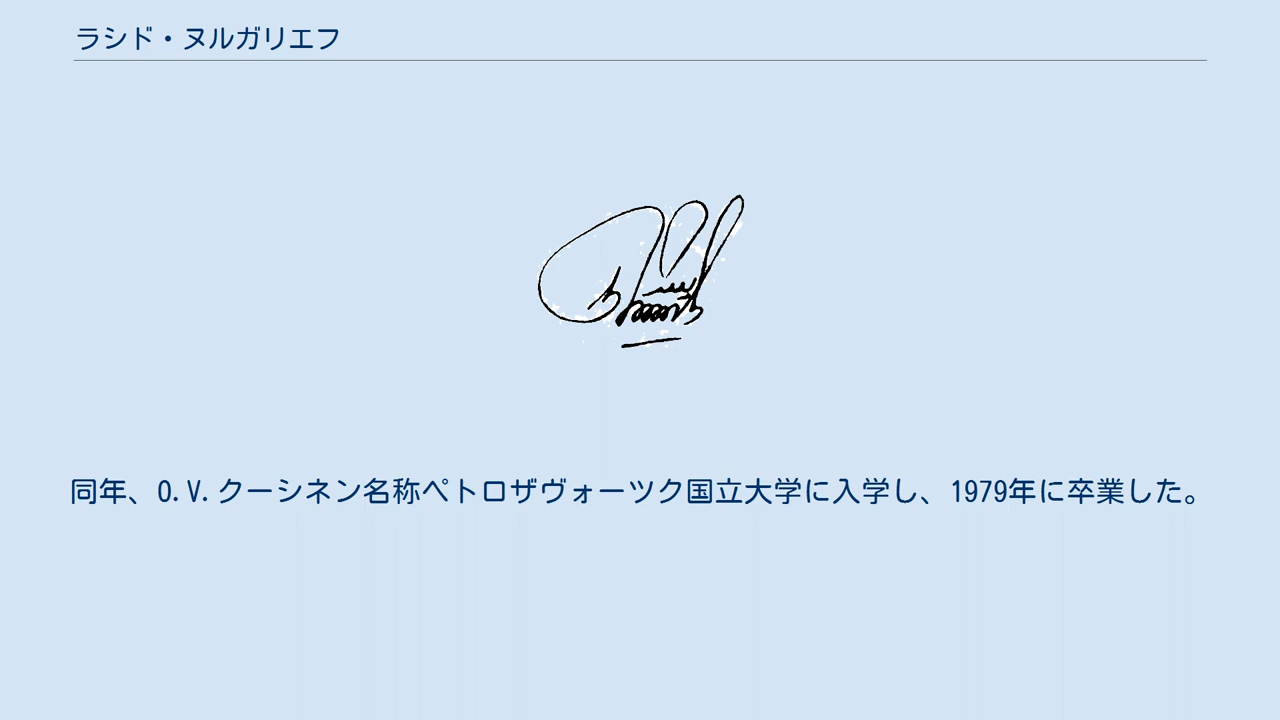 ラシド・ヌルガリエフ
同年、O.V.クーシネン名称ペトロザヴォーツク国立大学に入学し、1979年に卒業した。